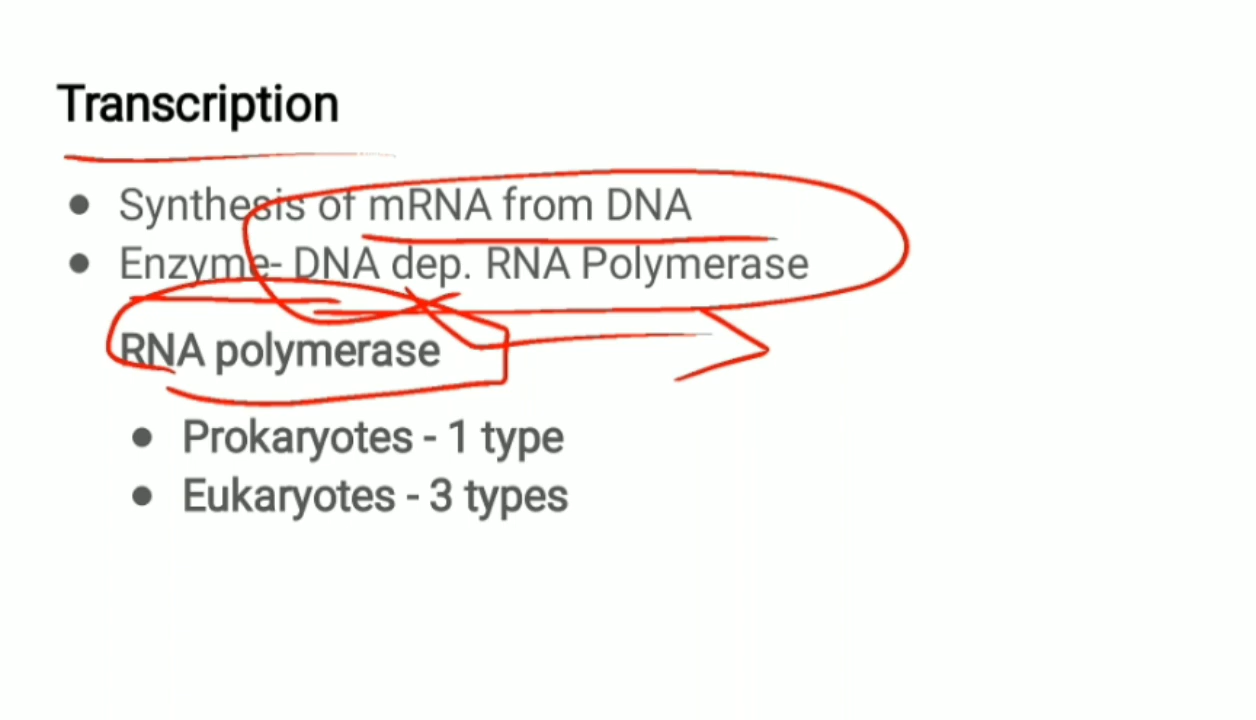 Transcription
● Synthesis of mRNA from DNA
● Enzyme- DNA dep. RNA Polymerase
RNA polymerase
● Prokaryotes - 1 type
● Eukaryotes - 3 types